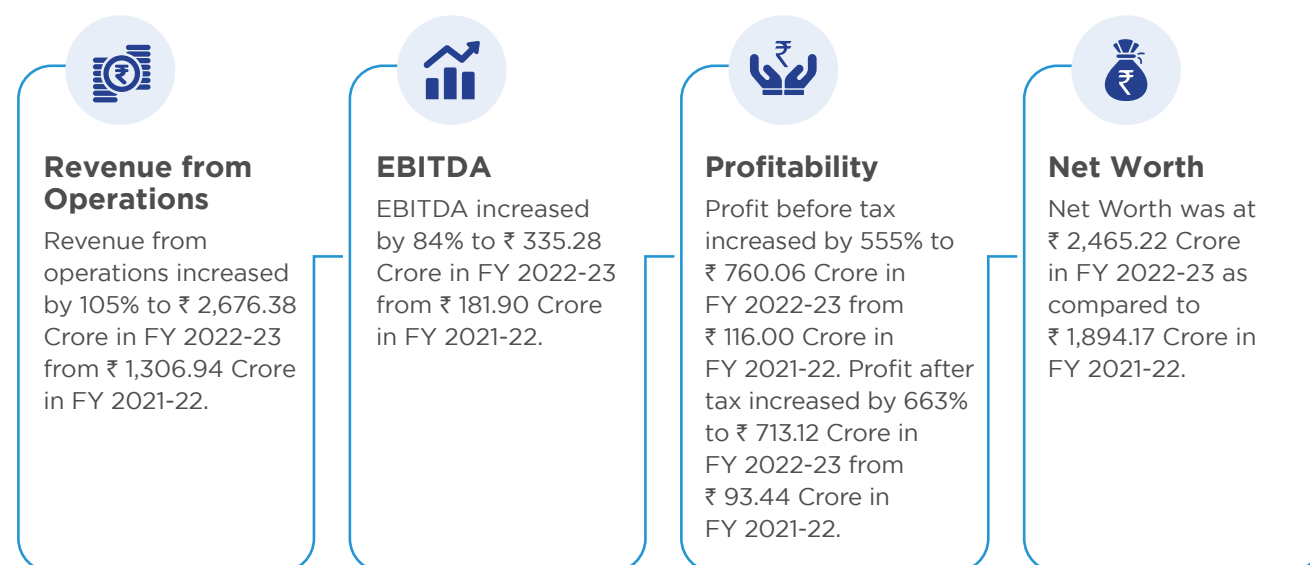 ₹
₹
₹
Revenue from
Operations
Revenue from
operations increased
by 105% to ₹ 2,676.38
Crore in FY 2022-23
from ₹ 1,306.94 Crore
in FY 2021-22.
EBITDA
EBITDA increased
by 84% to ₹ 335.28
Crore in FY 2022-23
from ₹ 181.90 Crore
in FY 2021-22.
Profitability
Profit before tax
increased by 555% to
₹ 760.06 Crore in
FY 2022-23 from
₹ 116.00 Crore in
FY 2021-22. Profit after
tax increased by 663%
to ₹ 713.12 Crore in
FY 2022-23 from
₹ 93.44 Crore in
FY 2021-22.
Net Worth
Net Worth was at
₹ 2,465.22 Crore
in FY 2022-23 as
compared to
₹ 1,894.17 Crore in
FY 2021-22.